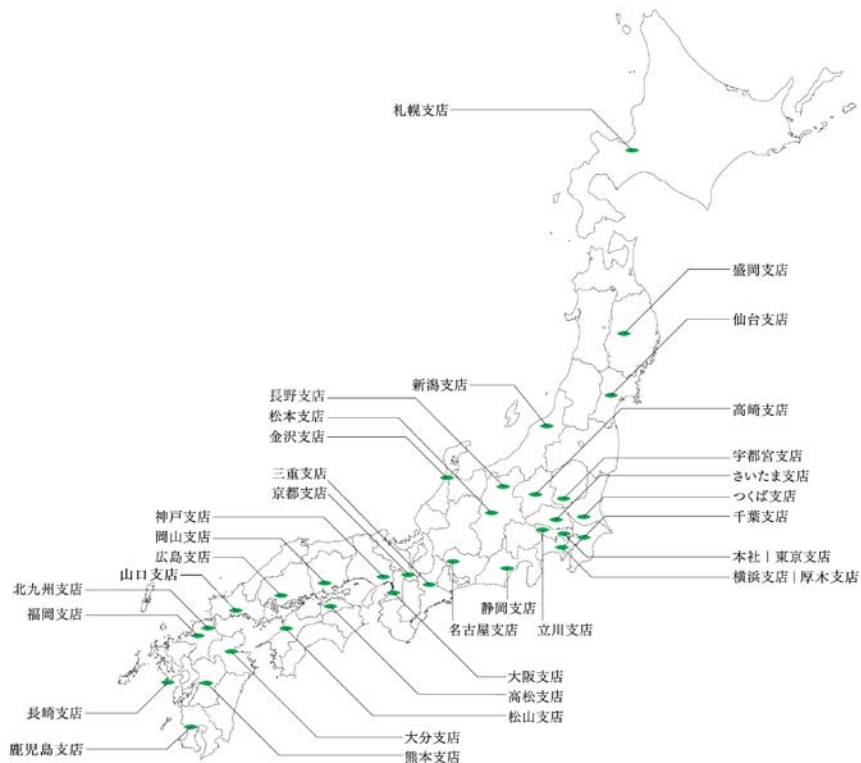 札幌支店
盛岡支店
仙台支店
新潟支店
長野支店
松本支店
金沢支店
高崎支店
宇都宮支店
さいたま支店
つくば支店
千葉支店
三重支店
京都支店
神戸支店
岡山支店
広島支店
山口支店
北九州支店
福岡支店
本社|東京支店
横浜支店|厚木支店
静岡支店
名古屋支店
立川支店
大阪支店
高松支店
松山支店
長崎支店
大分支店
鹿児島支店
熊本支店